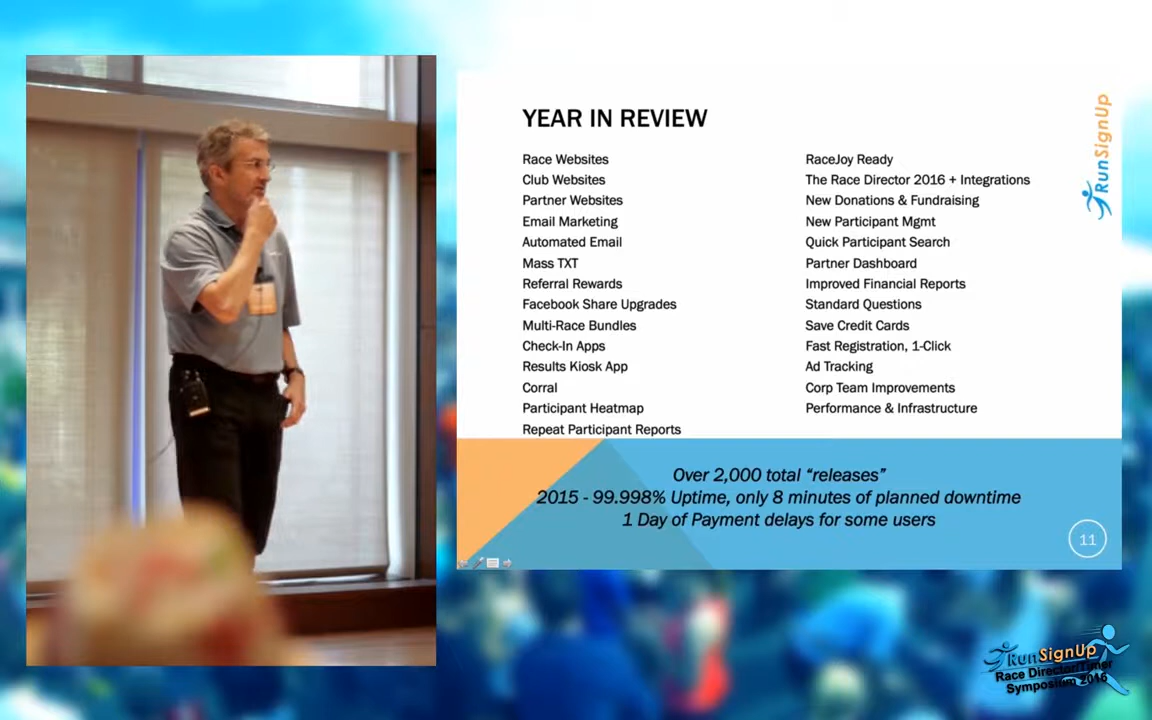 YEAR IN REVIEW
Race Websites
Club Websites
Partner Websites
Email Marketing
Automated Email
Mass TXT
Referral Rewards
Facebook Share Upgrades
Multi-Race Bundles
Check-In Apps
Results Kiosk App
Corral
Participant Heatmap
Repeat Participant Reports
RaceJoy Ready
The Race Director 2016 + Integrations
New Donations & Fundraising
New Participant Mgmt
Quick Participant Search
Partner Dashboard
Improved Financial Reports
Standard Questions
Save Credit Cards
Fast Registration, 1-Click
Ad Tracking
Corp Team Improvements
Performance & Infrastructure
RunSignUp
Over 2,000 total “releases”
2015 - 99.998% Uptime, only 8 minutes of planned downtime
1 Day of Payment delays for some users
11
RunSignUp
Race Director/Timer
Symposium 2016